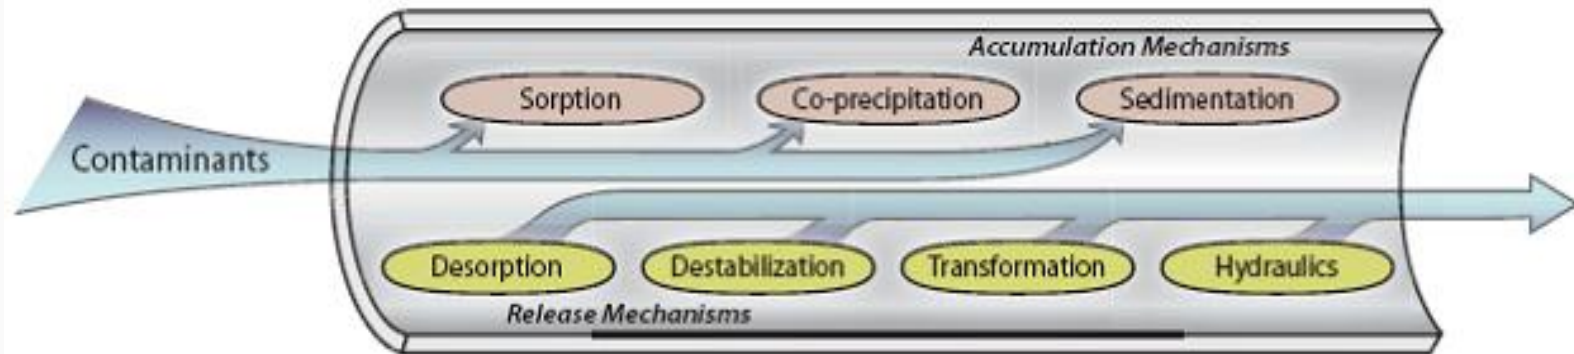 Accumulation Mechanisms
Sorption
Co-precipitation
Sedimentation
Contaminants
Desorption
Destabilization
Transformation
Hydraulics
Release Mechanisms